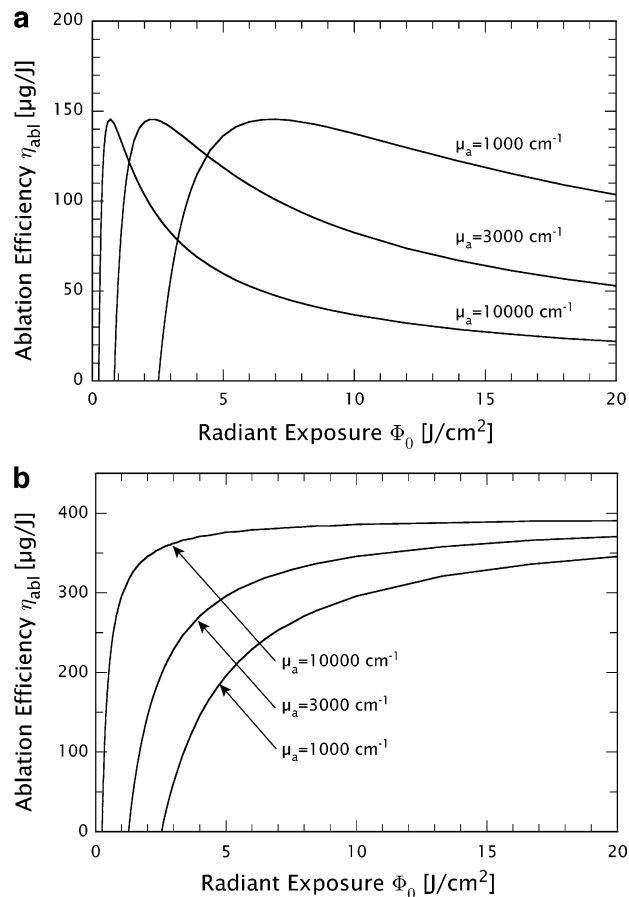 a
200
150
100
50
0
Ablation Efficiency ηabl [µg/J]
µa=1000 cm-1
µa=3000 cm-1
µa=10000 cm-1
0 5 10 15 20
Radiant Exposure Φ0 [J/cm2]
b
400
300
200
100
0
Ablation Efficiency ηabl [µg/J]
µa=10000 cm-1
µa=3000 cm-1
µa=1000 cm-1
0 5 10 15 20
Radiant Exposure Φ0 [J/cm2]